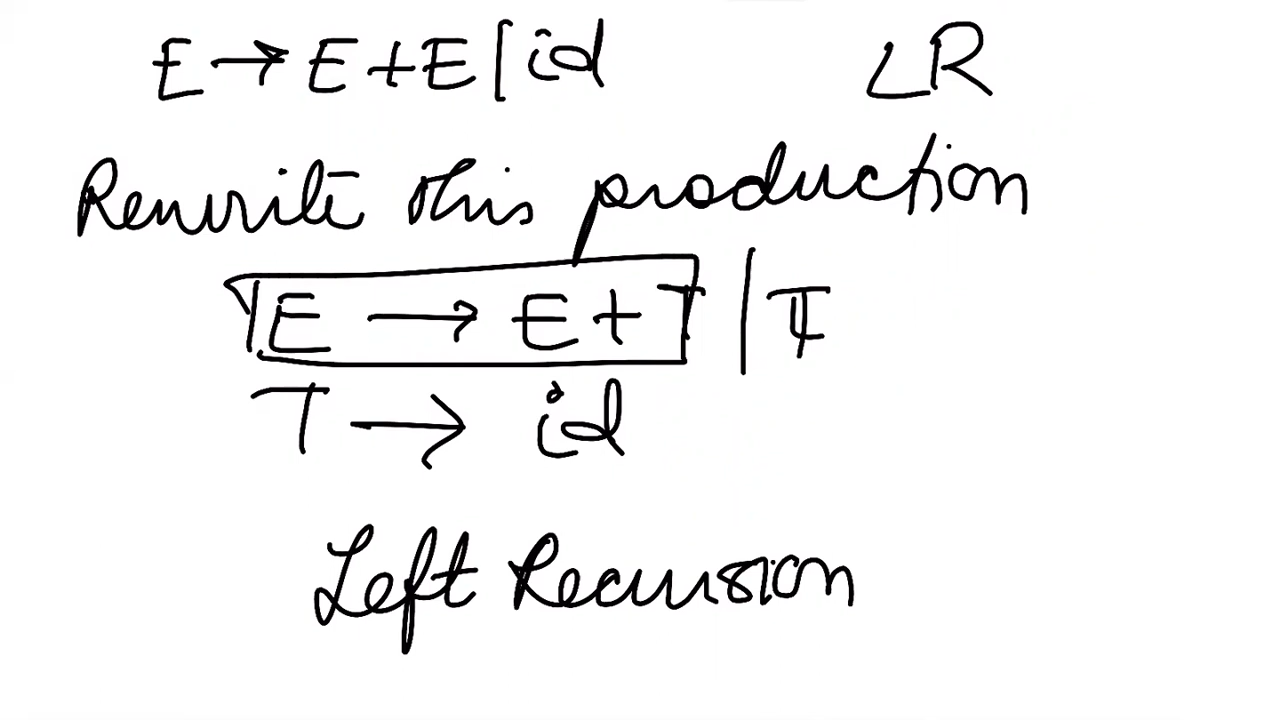 E → E + E | id LR
Rewrite this production
E → E + T | T
T → id
Left Recursion